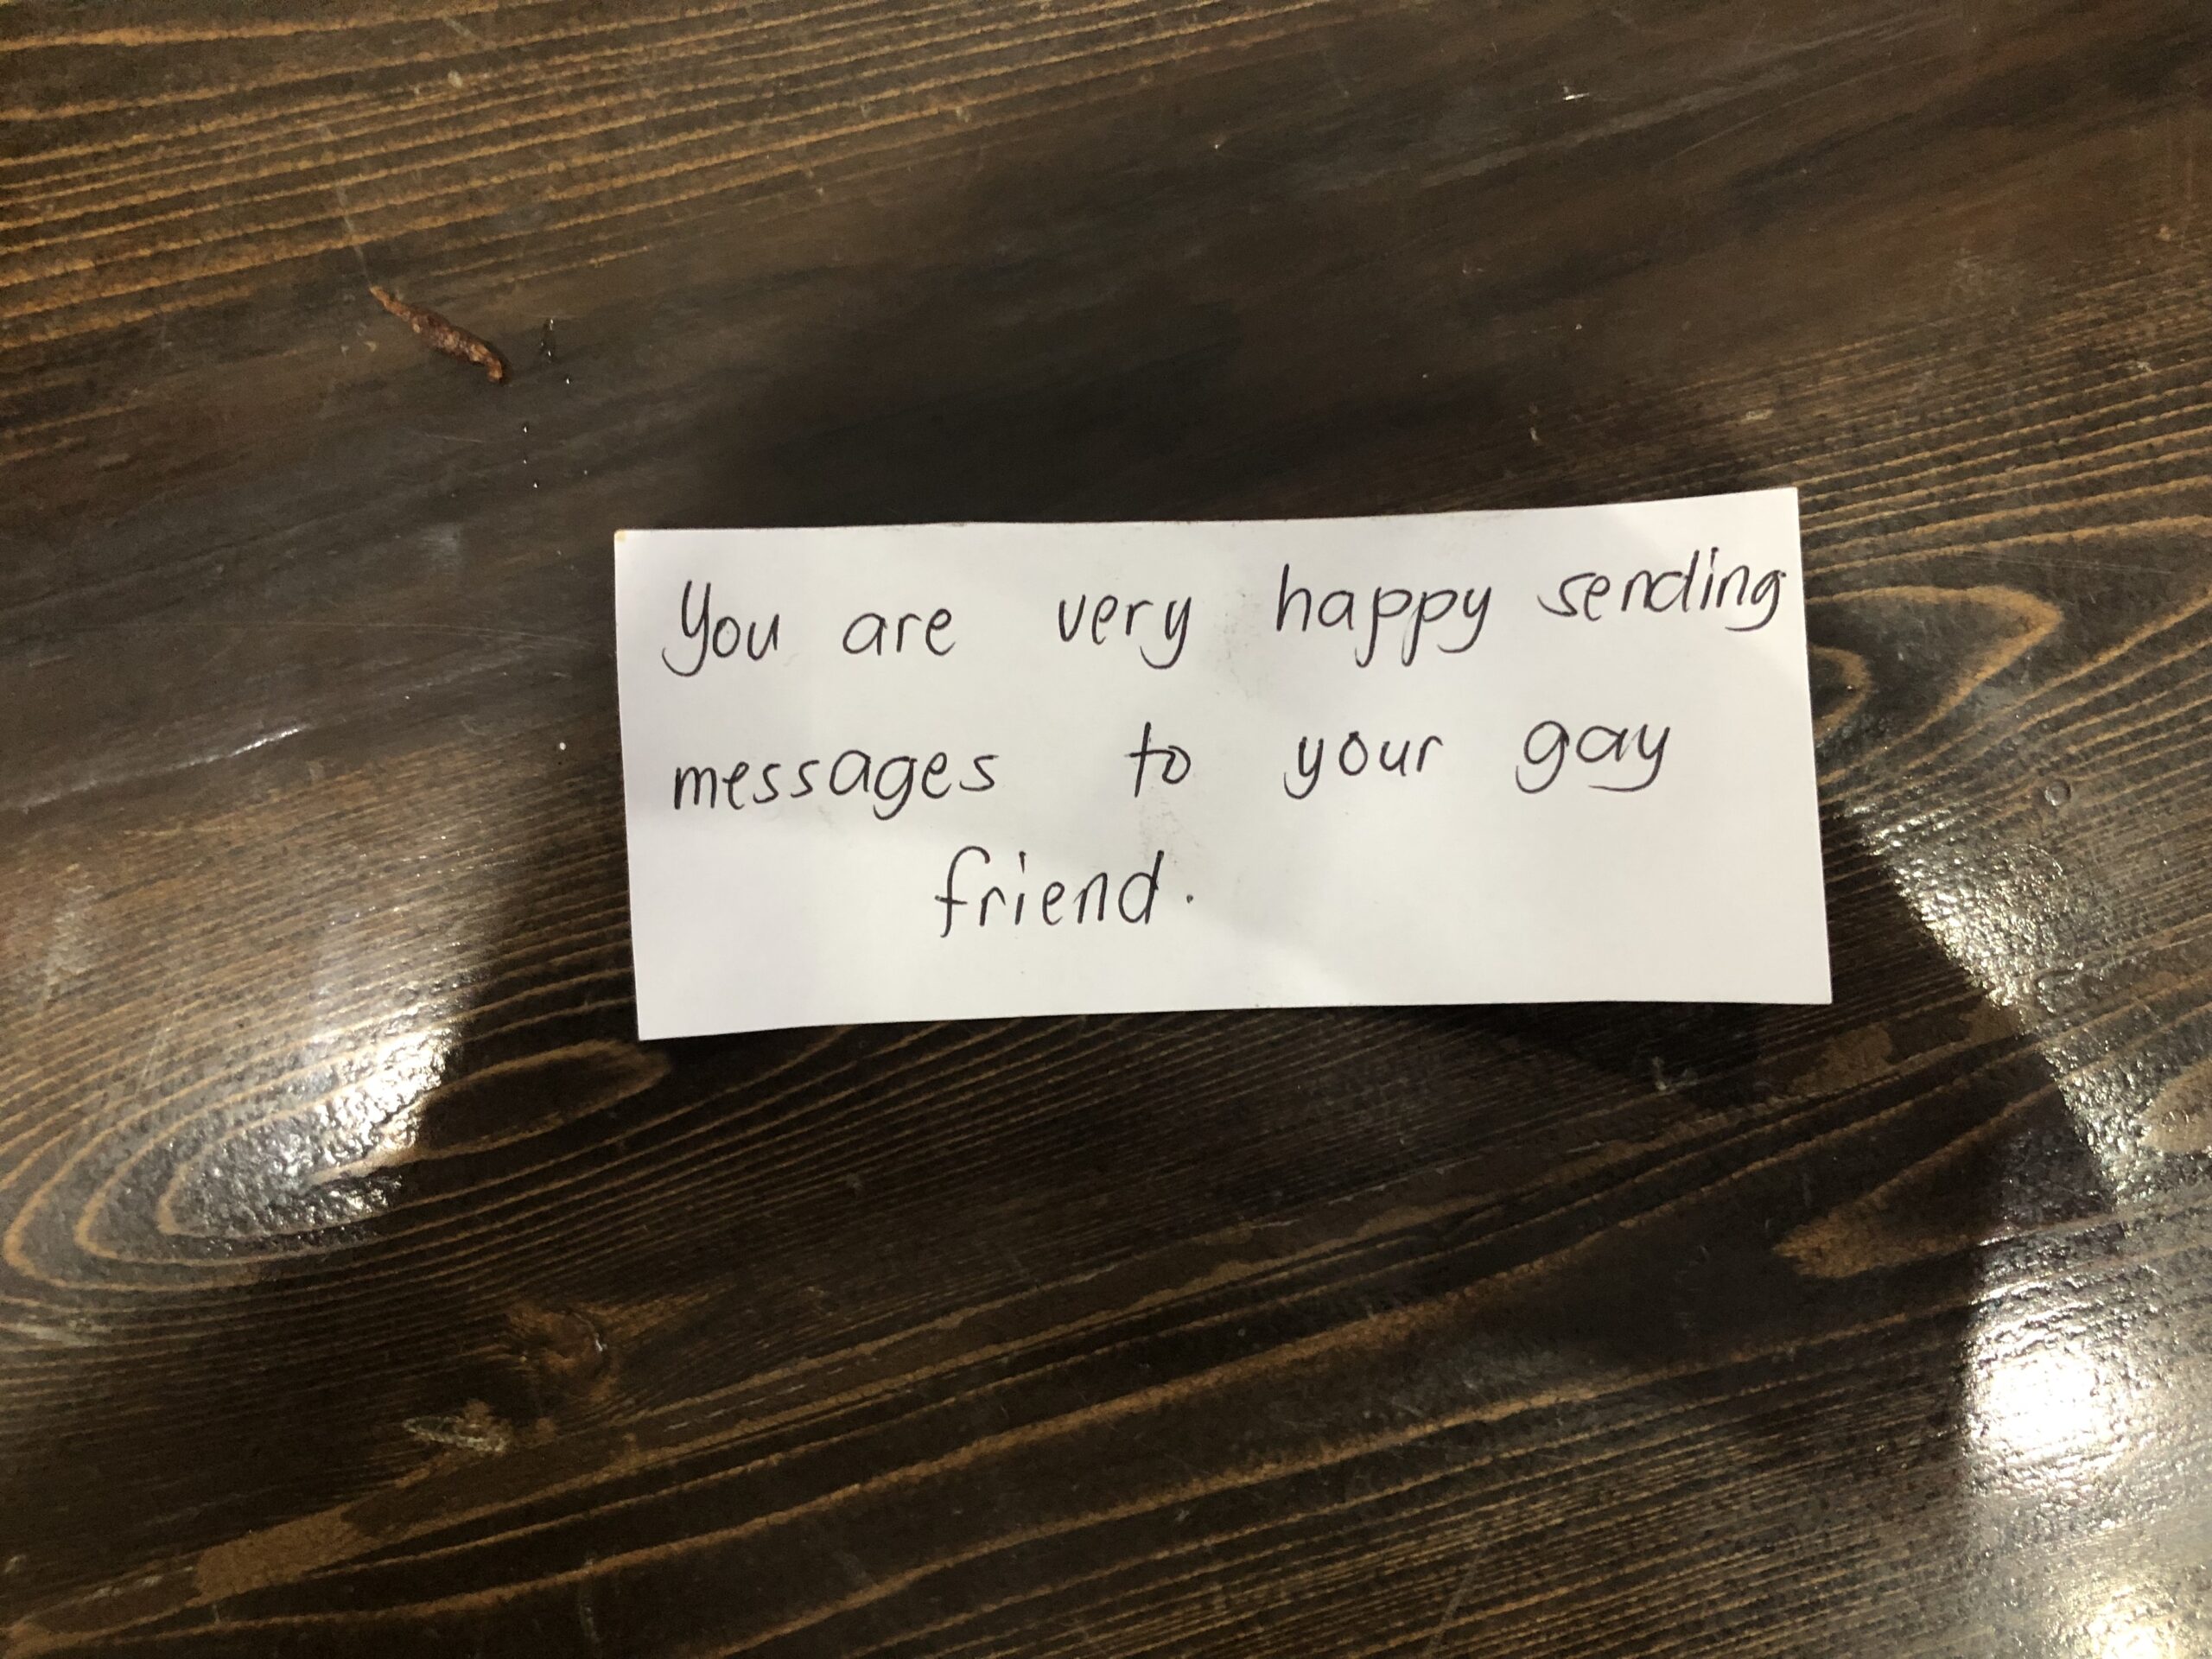 You are very happy sending
messages to your gay
friend.